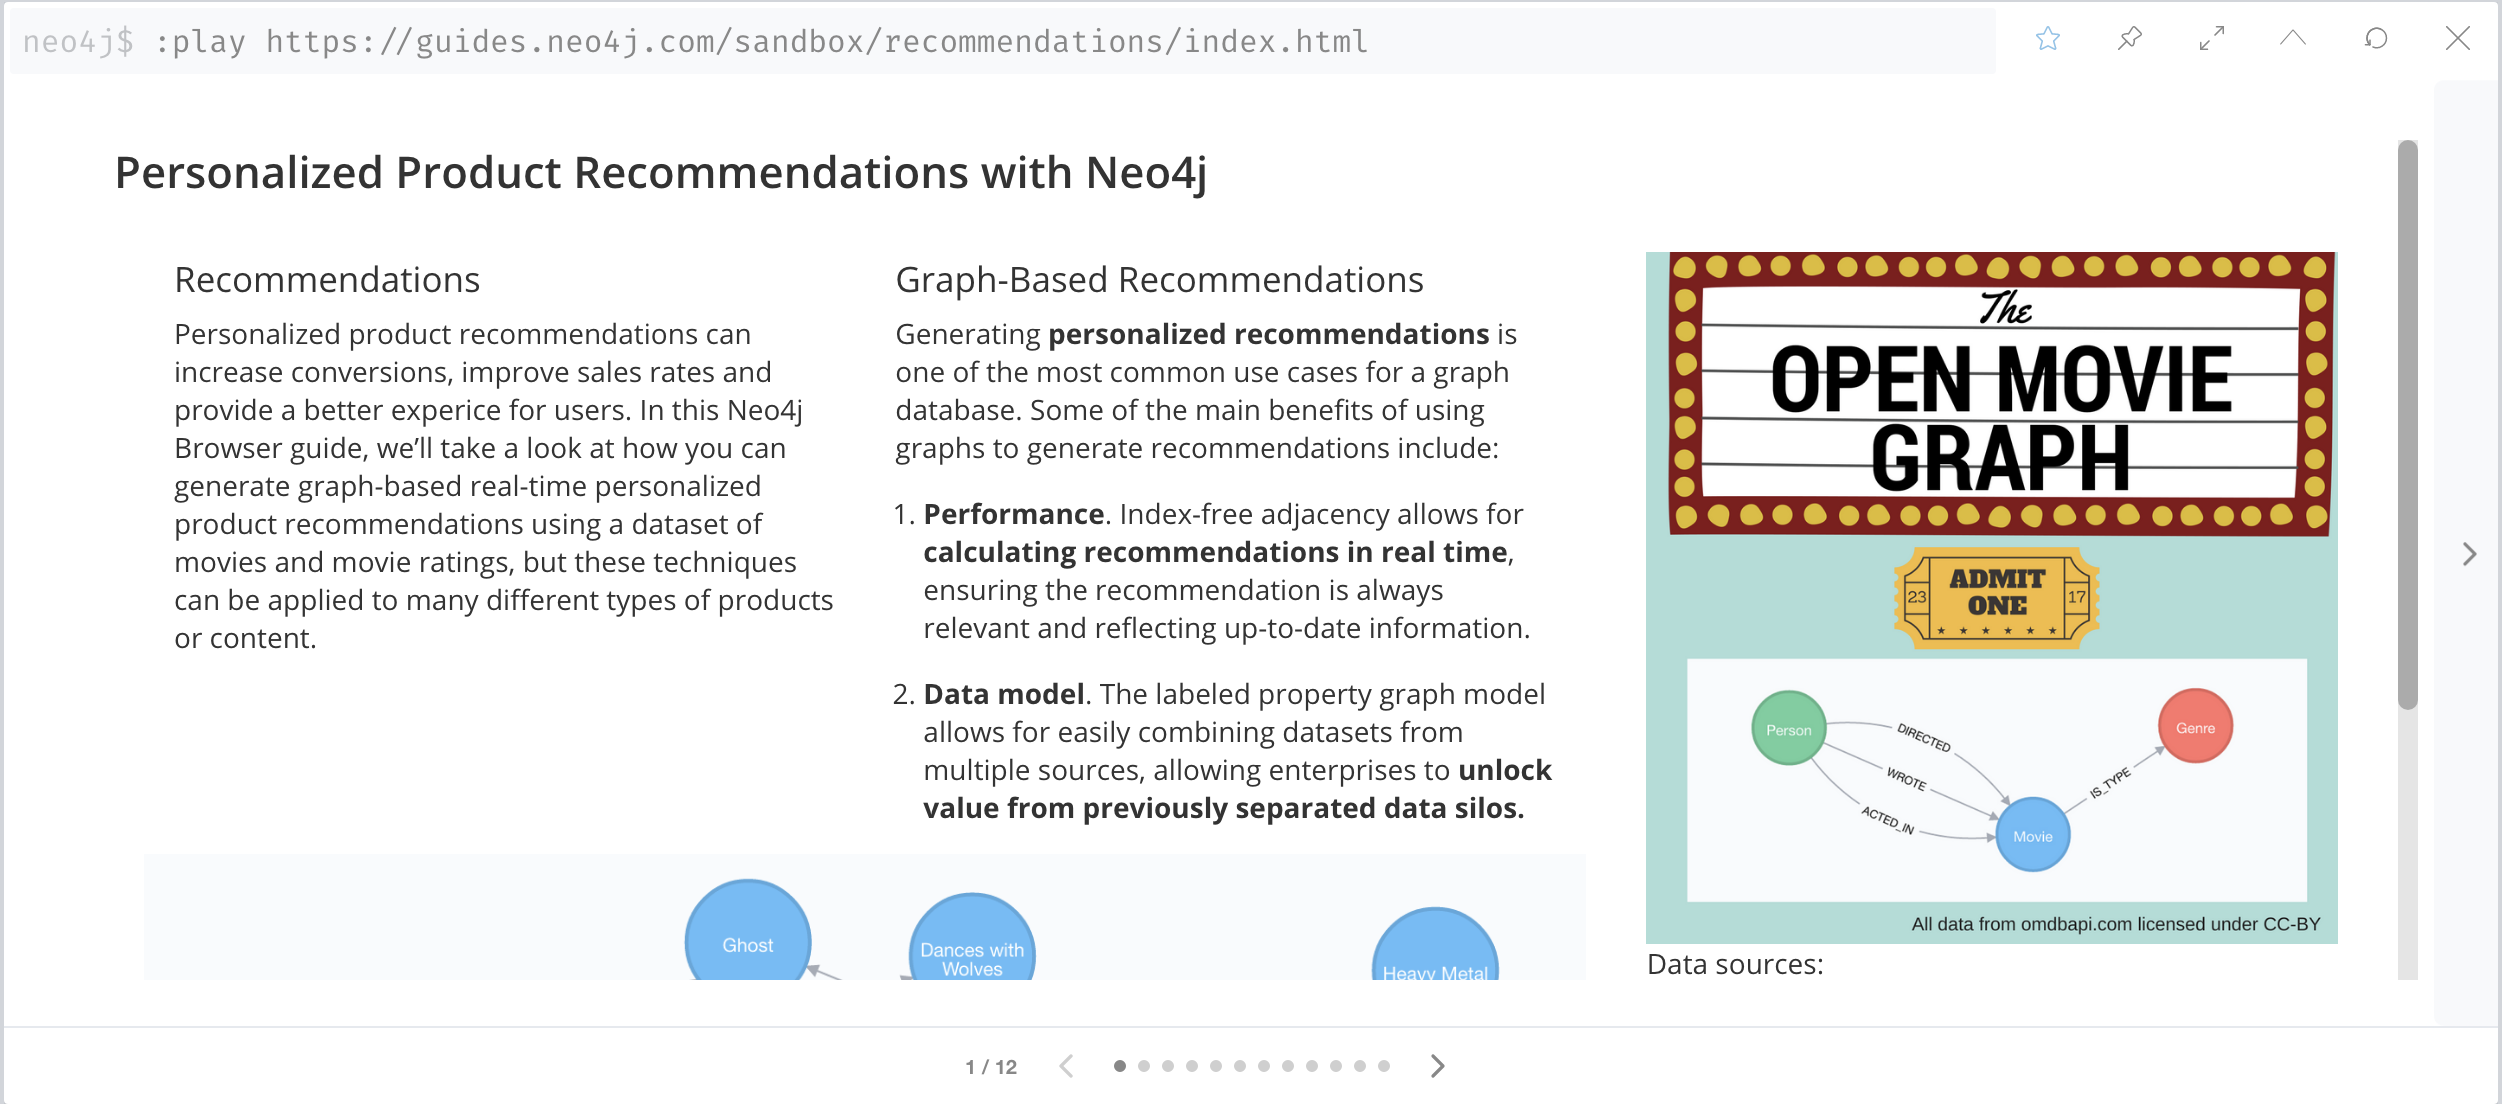 neo4j$ :play https://guides.neo4j.com/sandbox/recommendations/index.html
Personalized Product Recommendations with Neo4j
Recommendations
Personalized product recommendations can
increase conversions, improve sales rates and
provide a better experice for users. In this Neo4j
Browser guide, we’ll take a look at how you can
generate graph-based real-time personalized
product recommendations using a dataset of
movies and movie ratings, but these techniques
can be applied to many different types of products
or content.
Graph-Based Recommendations
Generating personalized recommendations is
one of the most common use cases for a graph
database. Some of the main benefits of using
graphs to generate recommendations include:
1. Performance. Index-free adjacency allows for
calculating recommendations in real time,
ensuring the recommendation is always
relevant and reflecting up-to-date information.
2. Data model. The labeled property graph model
allows for easily combining datasets from
multiple sources, allowing enterprises to unlock
value from previously separated data silos.
Ghost
Dances with
Wolves
Heavy Metal
The
OPEN MOVIE
GRAPH
23 ADMIT ONE 17
Person
DIRECTED
WROTE
ACTED_IN
Movie
IS_TYPE
Genre
All data from omdbapi.com licensed under CC-BY
Data sources:
1 / 12